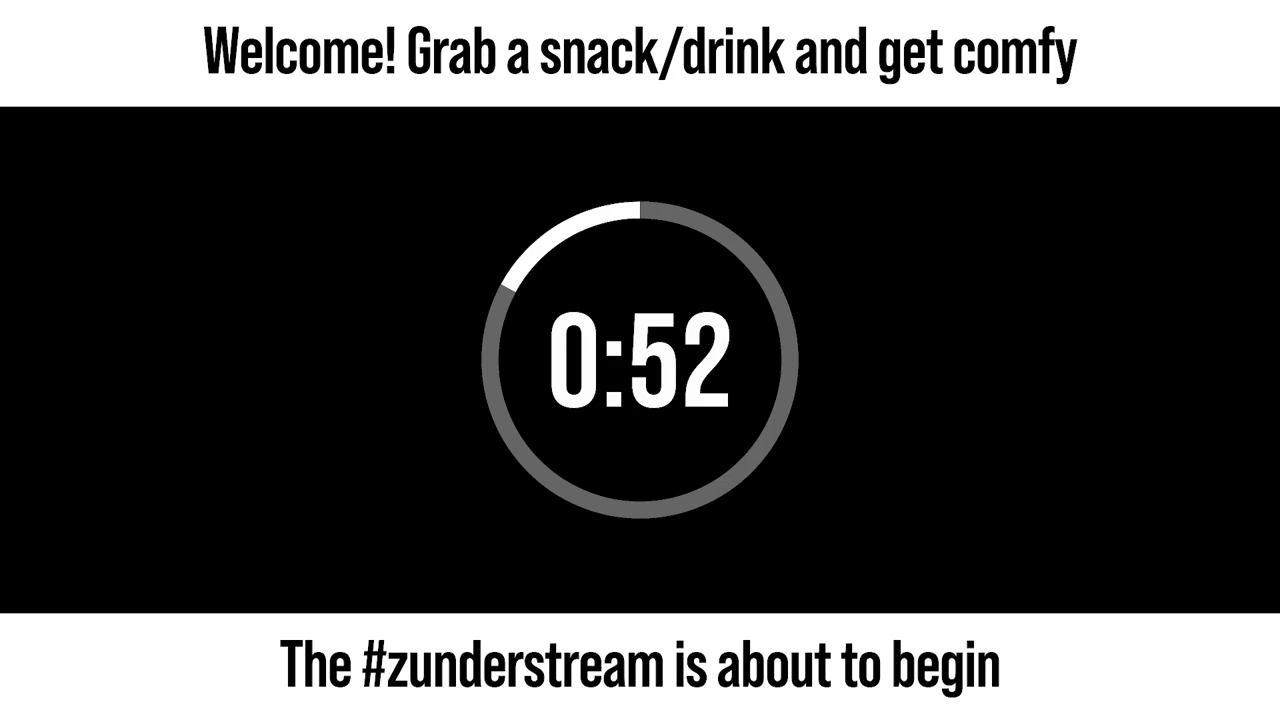 Welcome! Grab a snack/drink and get comfy
0:52
The #zunderstream is about to begin